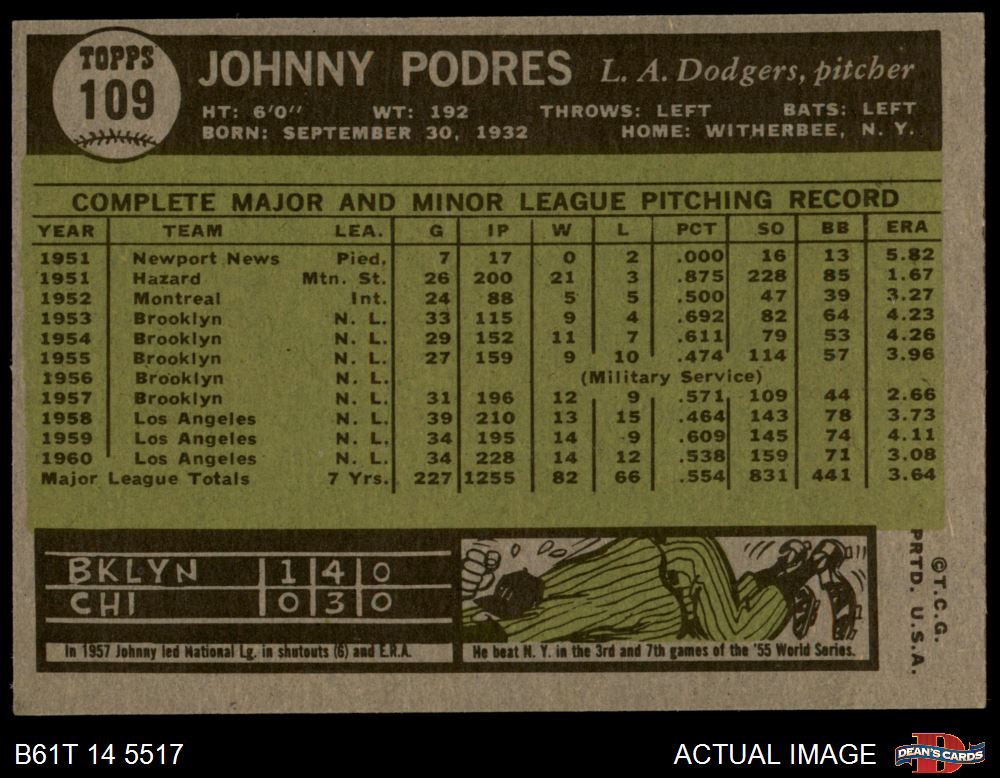 TOPPS
109
JOHNNY PODRES L. A. Dodgers, pitcher
HT: 6'0" WT: 192 THROWS: LEFT BATS: LEFT
BORN: SEPTEMBER 30, 1932 HOME: WITHERBEE, N. Y.
COMPLETE MAJOR AND MINOR LEAGUE PITCHING RECORD
YEAR TEAM LEA. G IP W L PCT SO BB ERA
1951 Newport News Pied. 7 17 0 2 .000 16 13 5.82
1951 Hazard Mtn. St. 26 200 21 3 .875 228 85 1.67
1952 Montreal Int. 24 88 5 5 .500 47 39 3.27
1953 Brooklyn N. L. 33 115 9 4 .692 82 64 4.23
1954 Brooklyn N. L. 29 152 11 7 .611 79 53 4.26
1955 Brooklyn N. L. 27 159 9 10 .474 114 57 3.96
1956 Brooklyn N. L. (Military Service)
1957 Brooklyn N. L. 31 196 12 9 .571 109 44 2.66
1958 Los Angeles N. L. 39 210 13 15 .464 143 78 3.73
1959 Los Angeles N. L. 34 195 14 9 .609 145 74 4.11
1960 Los Angeles N. L. 34 228 14 12 .538 159 71 3.08
Major League Totals 7 Yrs. 227 1255 82 66 .554 831 441 3.64
BKLYN 1 4 0
CHI 0 3 0
In 1957 Johnny led National Lg. in shutouts (6) and E.R.A.
He beat N. Y. in the 3rd and 7th games of the '55 World Series.
©T.C.G.
PRTD. U.S.A.
B61T 14 5517
ACTUAL IMAGE
DEAN'S CARDS